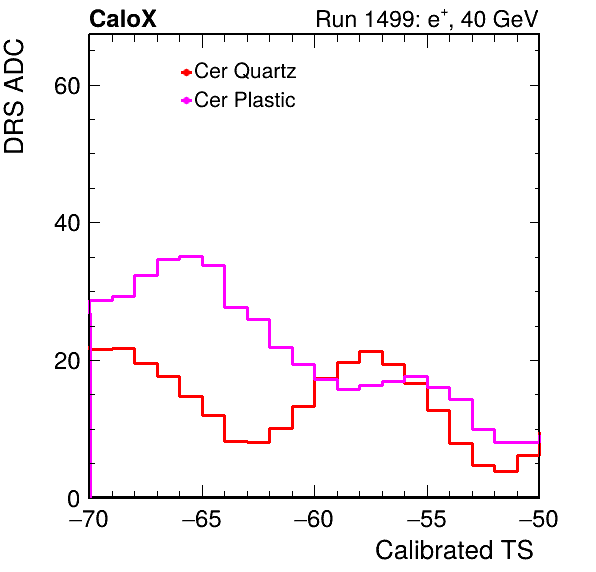 CaloX Run 1499: e+, 40 GeV
DRS ADC
Cer Quartz
Cer Plastic
60
40
20
0
−70 −65 −60 −55 −50
Calibrated TS